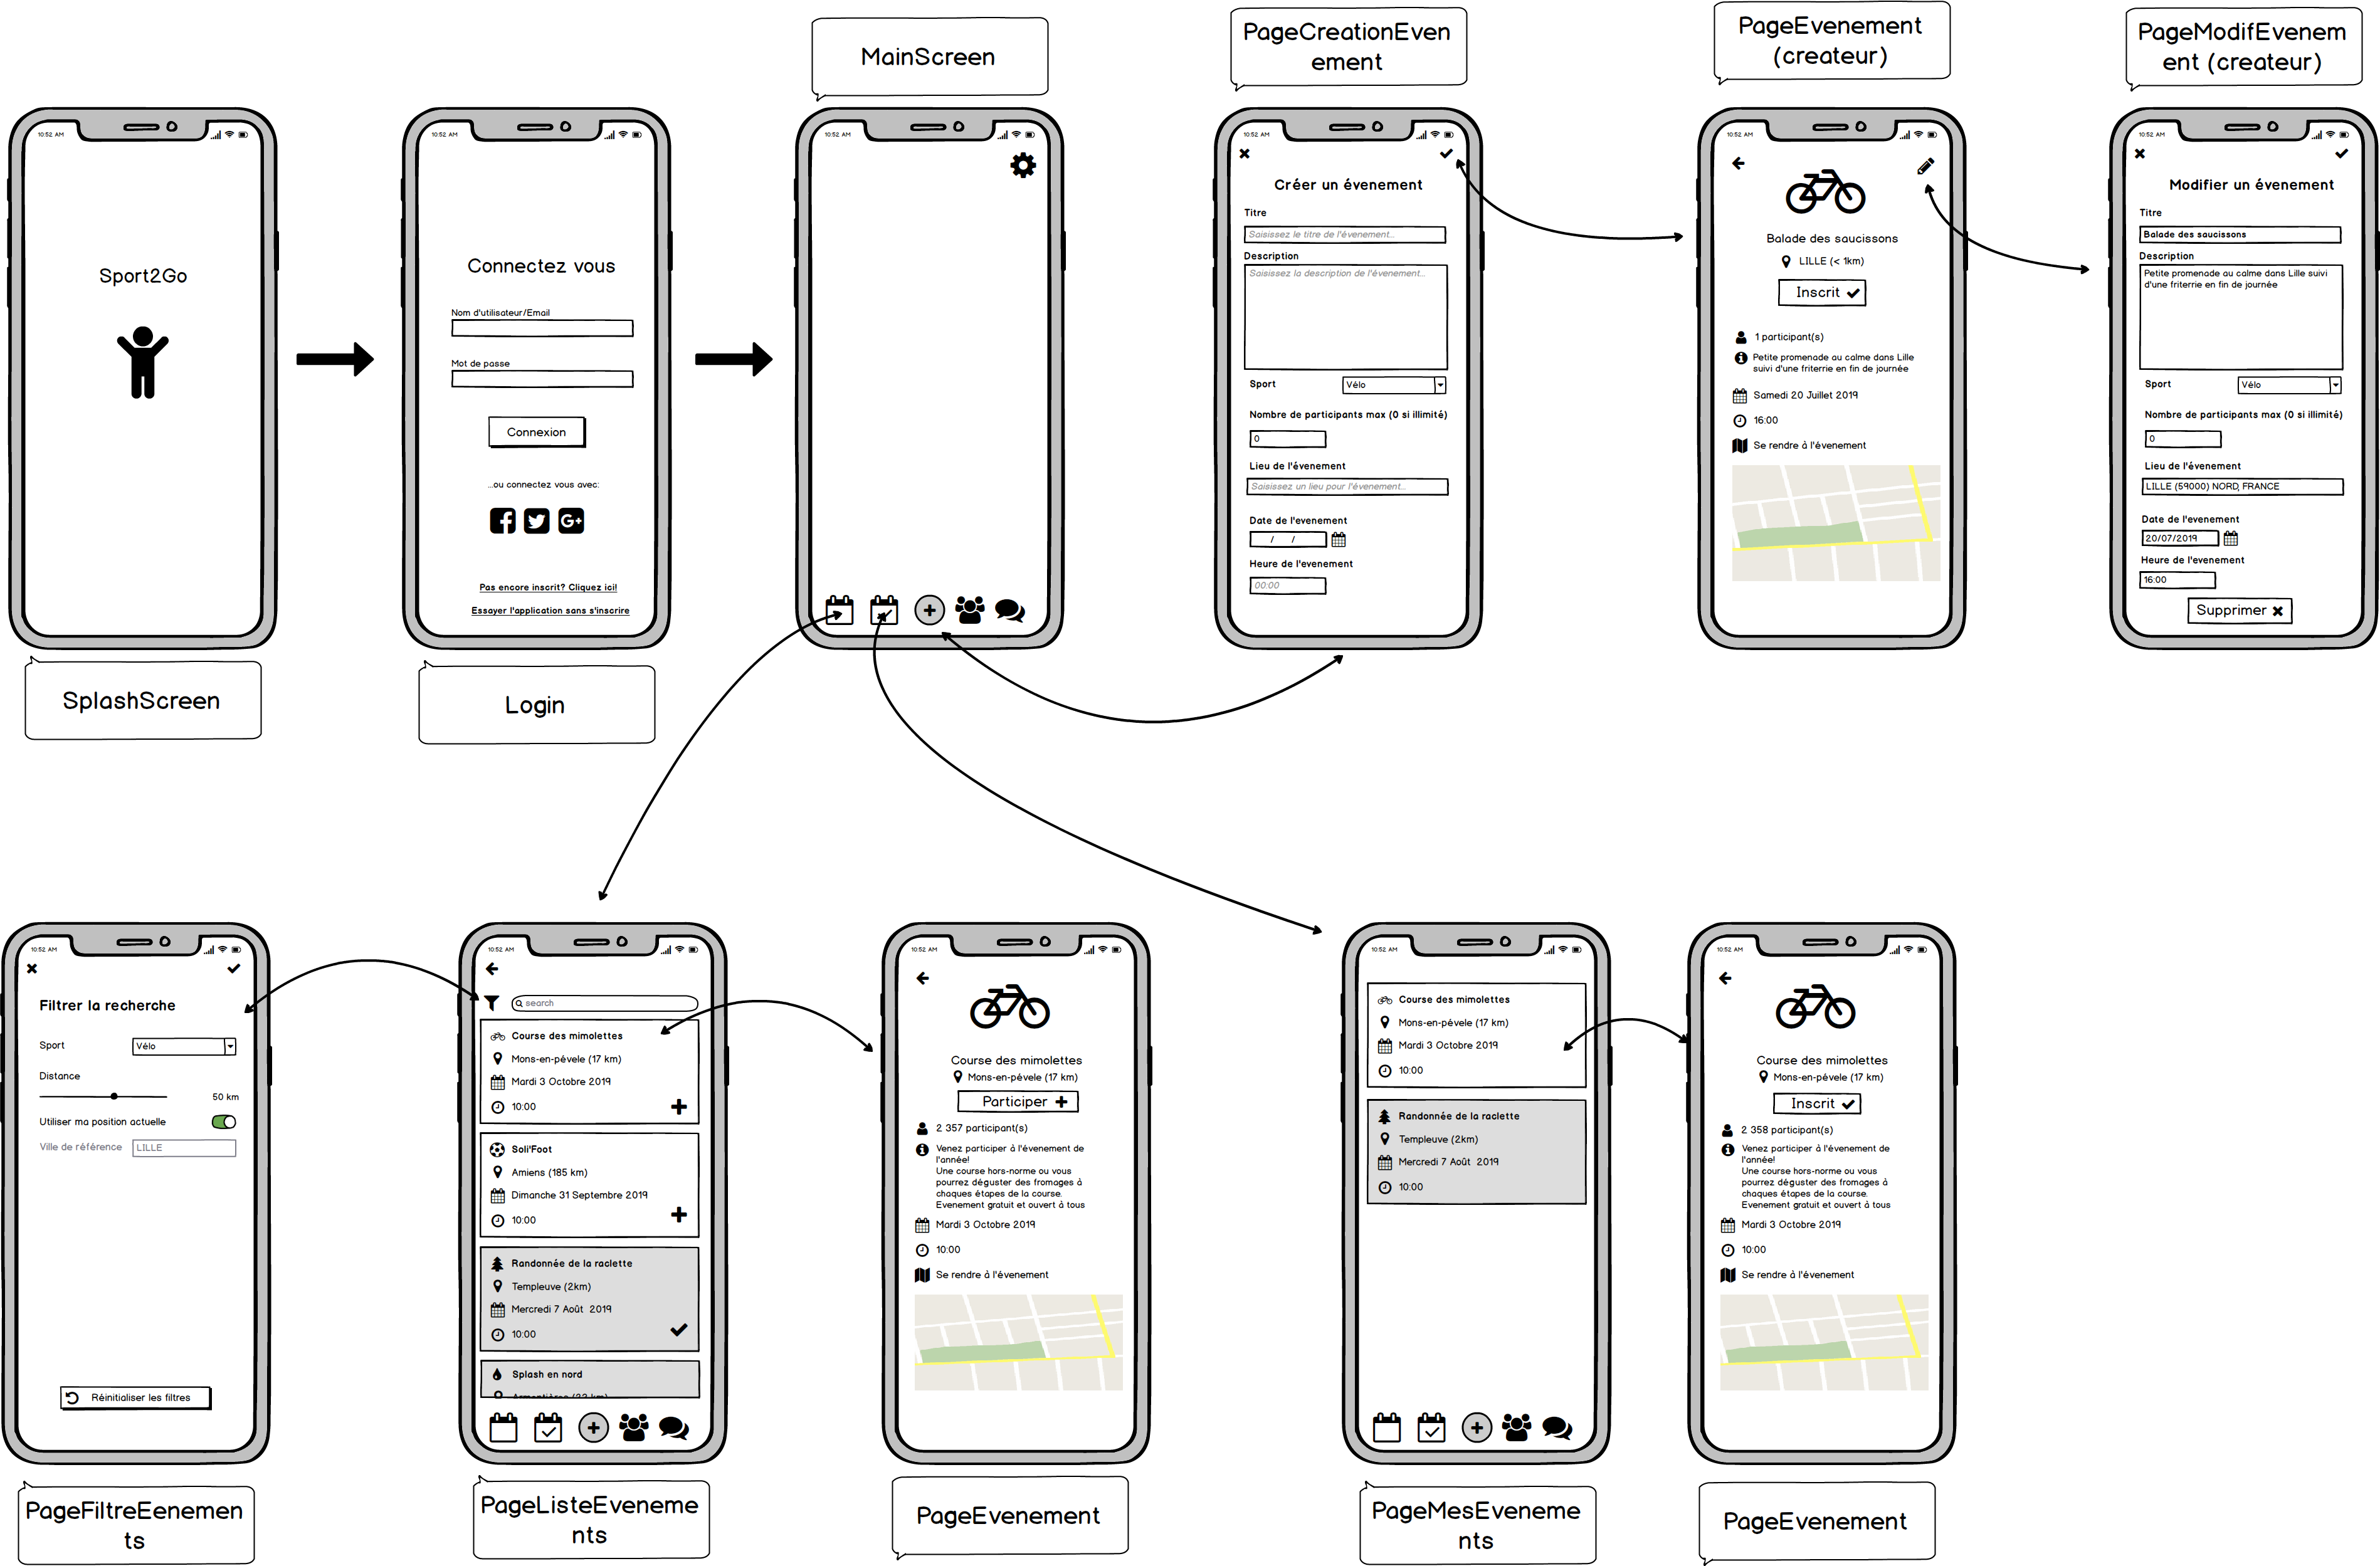 MainScreen
PageCreationEven
ement
PageEvenement
(createur)
PageModifEvenem
ent (createur)
10:52 AM
Sport2Go
SplashScreen
10:52 AM
Connectez vous
Nom d'utilisateur/Email
Mot de passe
Connexion
...ou connectez vous avec:
G+
Pas encore inscrit? Cliquez ici!
Essayer l'application sans s'inscrire
Login
10:52 AM
10:52 AM
Créer un évenement
Titre
Saisissez le titre de l'évenement...
Description
Saisissez la description de l'évenement...
Sport
Vélo
Nombre de participants max (0 si illimité)
0
Lieu de l'évenement
Saisissez un lieu pour l'évenement...
Date de l'evenement
/ /
Heure de l'evenement
00:00
10:52 AM
Balade des saucissons
LILLE (< 1km)
Inscrit
1 participant(s)
Petite promenade au calme dans Lille
suivi d'une friterrie en fin de journée
Samedi 20 Juillet 2019
16:00
Se rendre à l'évenement
10:52 AM
Modifier un évenement
Titre
Balade des saucissons
Description
Petite promenade au calme dans Lille suivi
d'une friterrie en fin de journée
Sport
Vélo
Nombre de participants max (0 si illimité)
0
Lieu de l'évenement
LILLE (59000) NORD, FRANCE
Date de l'evenement
20/07/2019
Heure de l'evenement
16:00
Supprimer
10:52 AM
Filtrer la recherche
Sport
Vélo
Distance
50 km
Utiliser ma position actuelle
Ville de référence
LILLE
Réinitialiser les filtres
PageFiltreEenemen
ts
10:52 AM
search
Course des mimolettes
Mons-en-pévele (17 km)
Mardi 3 Octobre 2019
10:00
Soli'Foot
Amiens (185 km)
Dimanche 31 Septembre 2019
10:00
Randonnée de la raclette
Templeuve (2km)
Mercredi 7 Août 2019
10:00
Splash en nord
Armentières (22 km)
PageListeEveneme
nts
10:52 AM
Course des mimolettes
Mons-en-pévele (17 km)
Participer
2 357 participant(s)
Venez participer à l'évenement de
l'année!
Une course hors-norme ou vous
pourrez déguster des fromages à
chaques étapes de la course.
Evenement gratuit et ouvert à tous
Mardi 3 Octobre 2019
10:00
Se rendre à l'évenement
PageEvenement
10:52 AM
Course des mimolettes
Mons-en-pévele (17 km)
Mardi 3 Octobre 2019
10:00
Randonnée de la raclette
Templeuve (2km)
Mercredi 7 Août 2019
10:00
PageMesEveneme
nts
10:52 AM
Course des mimolettes
Mons-en-pévele (17 km)
Inscrit
2 358 participant(s)
Venez participer à l'évenement de
l'année!
Une course hors-norme ou vous
pourrez déguster des fromages à
chaques étapes de la course.
Evenement gratuit et ouvert à tous
Mardi 3 Octobre 2019
10:00
Se rendre à l'évenement
PageEvenement